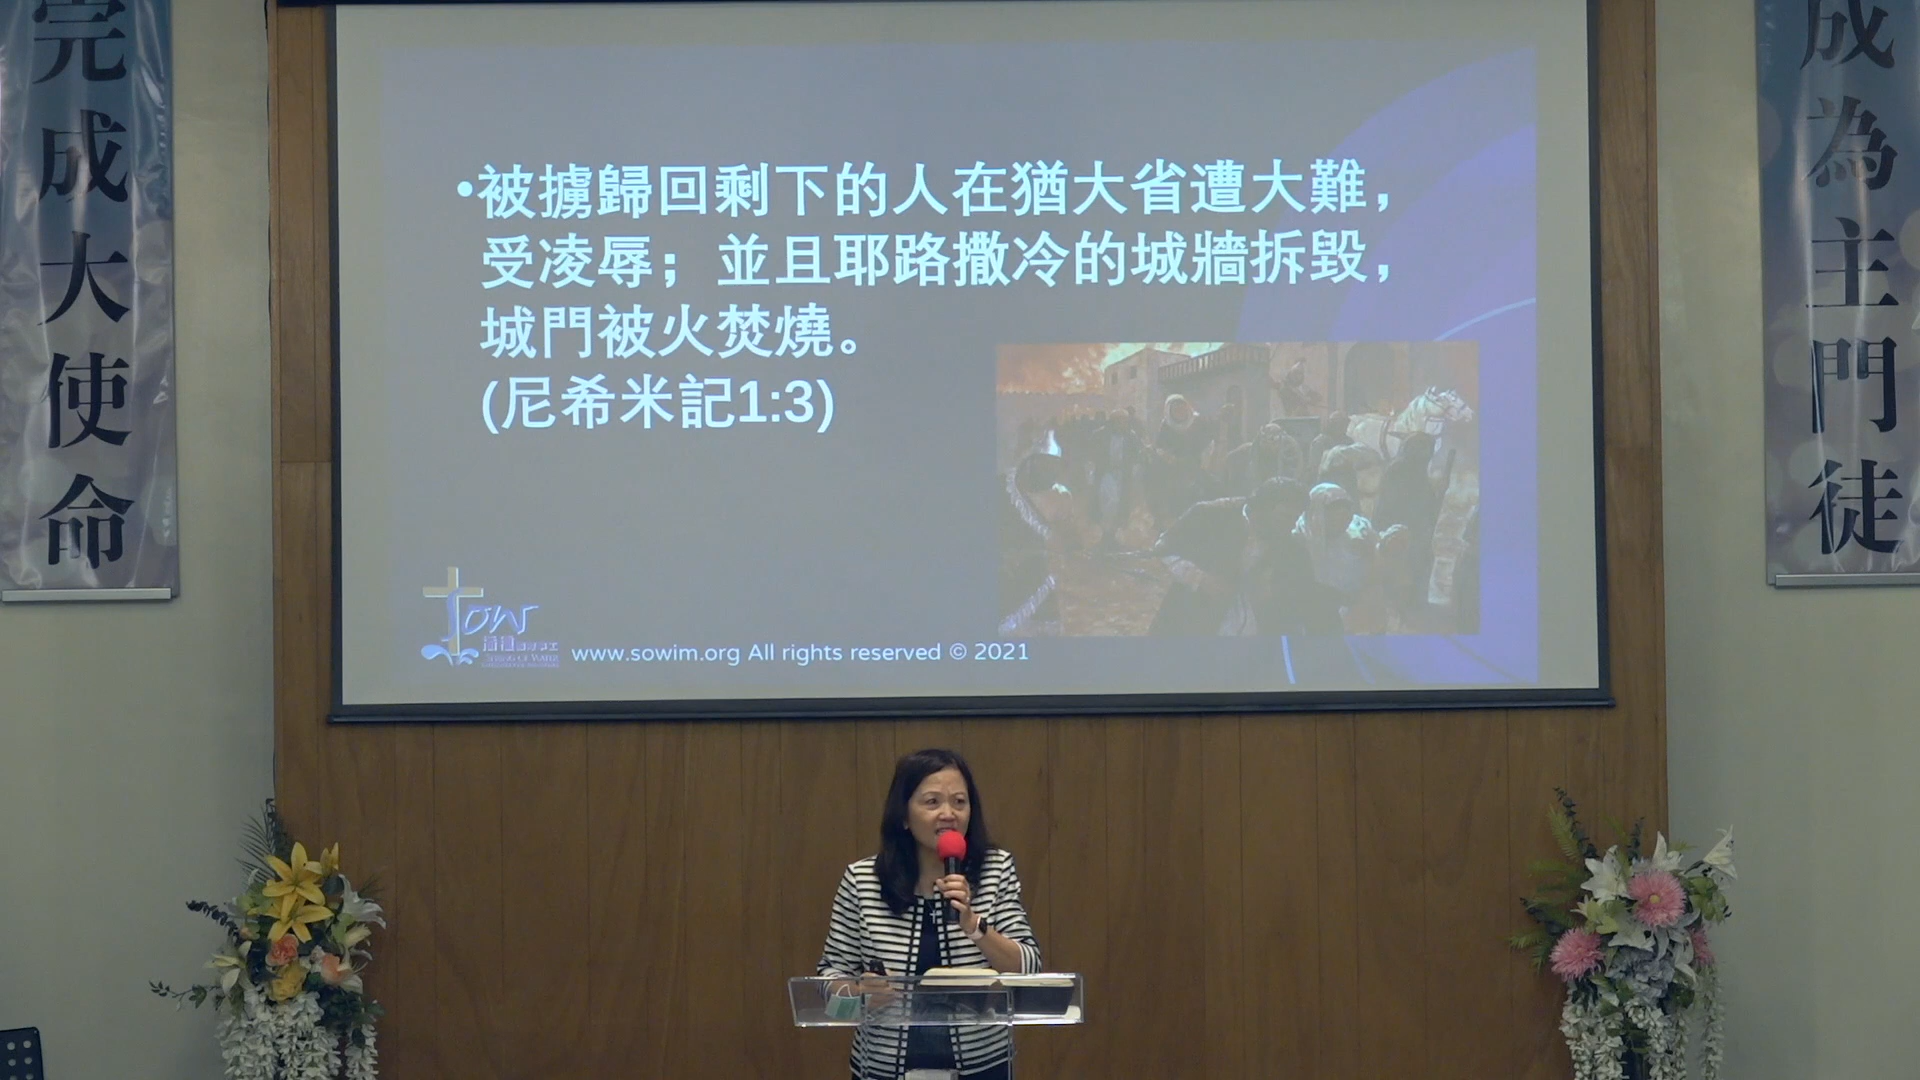 完成大使命
•被擄歸回剩下的人在猶大省遭大難，
受凌辱；並且耶路撒冷的城牆拆毀，
城門被火焚燒。
(尼希米記1:3)
SOW
www.sowim.org All rights reserved © 2021
成為主門徒